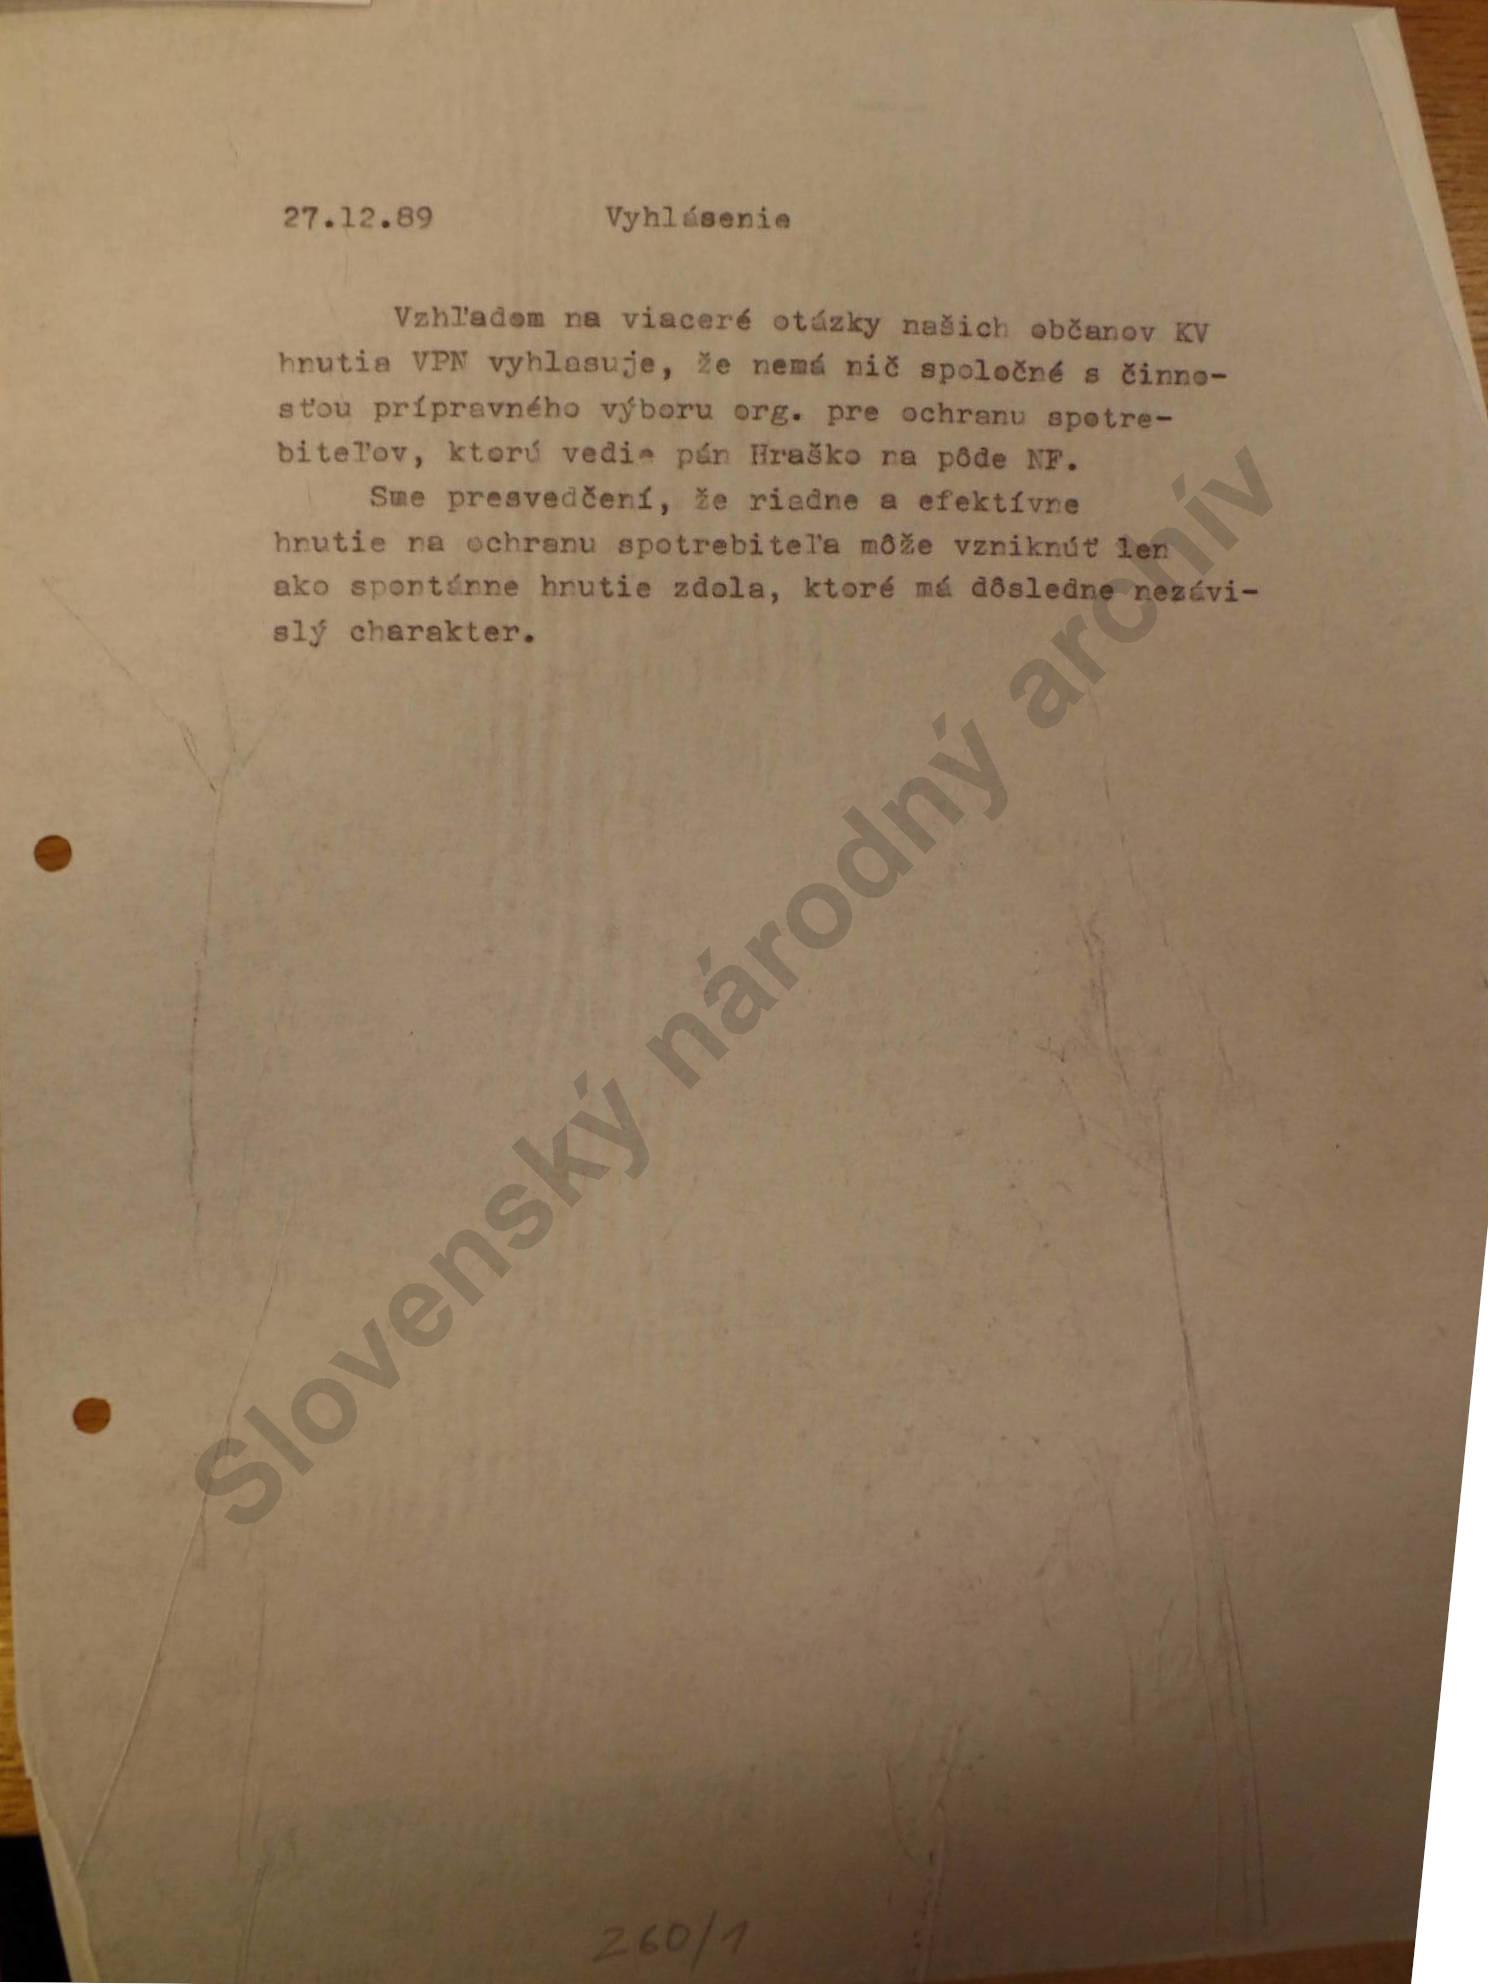 27.12.89 Vyhlásenie
Vzhľadom na viaceré otázky našich občanov KV
hnutia VPN vyhlasuje, že nemá nič spoločné s činno-
sťou prípravného výboru org. pre ochranu spotre-
biteľov, ktorú vedie pán Hraško na pôde NF.
Sme presvedčení, že riadne a efektívne
hnutie na ochranu spotrebiteľa môže vzniknúť len
ako spontánne hnutie zdola, ktoré má dôsledne nezávi-
slý charakter.
Slovenský národný archív
260/1